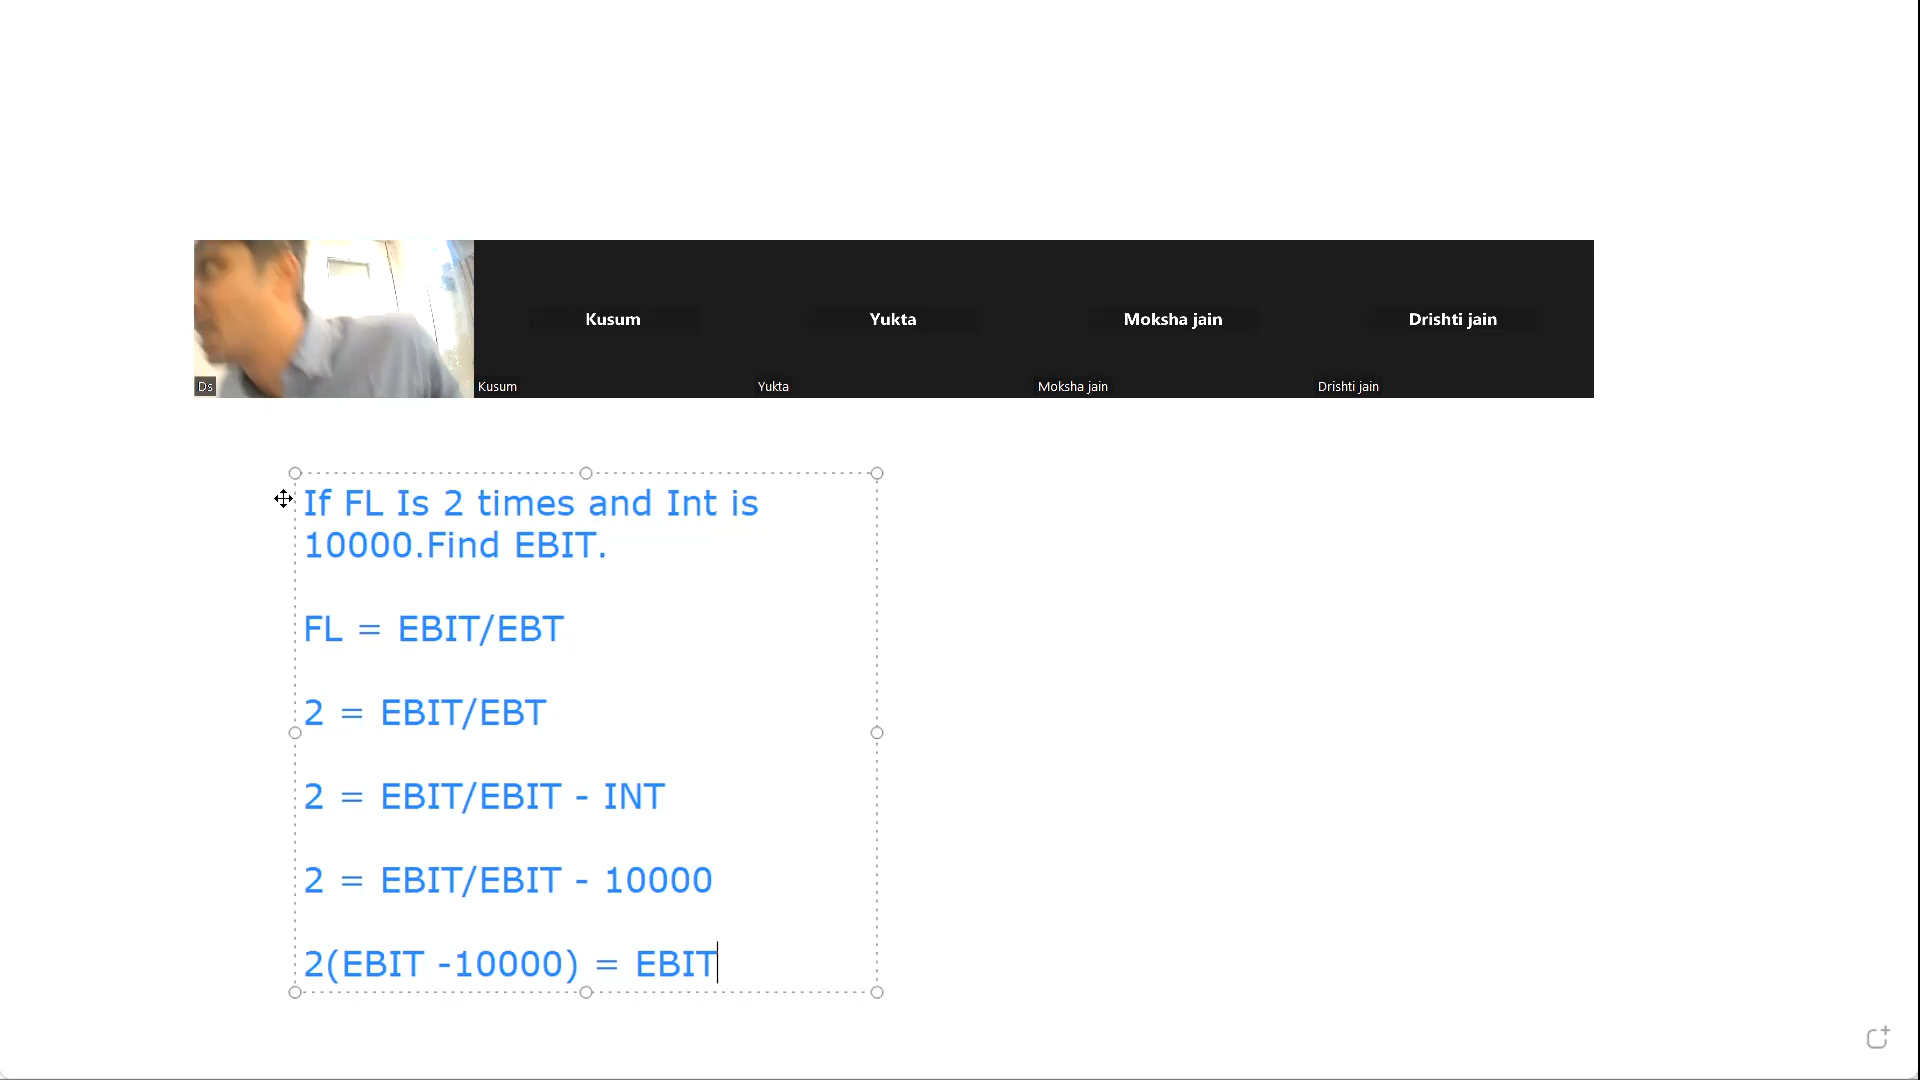 Kusum
Yukta
Moksha jain
Drishti jain
Ds
Kusum
Yukta
Moksha jain
Drishti jain
If FL Is 2 times and Int is
10000.Find EBIT.
FL = EBIT/EBT
2 = EBIT/EBT
2 = EBIT/EBIT - INT
2 = EBIT/EBIT - 10000
2(EBIT -10000) = EBIT